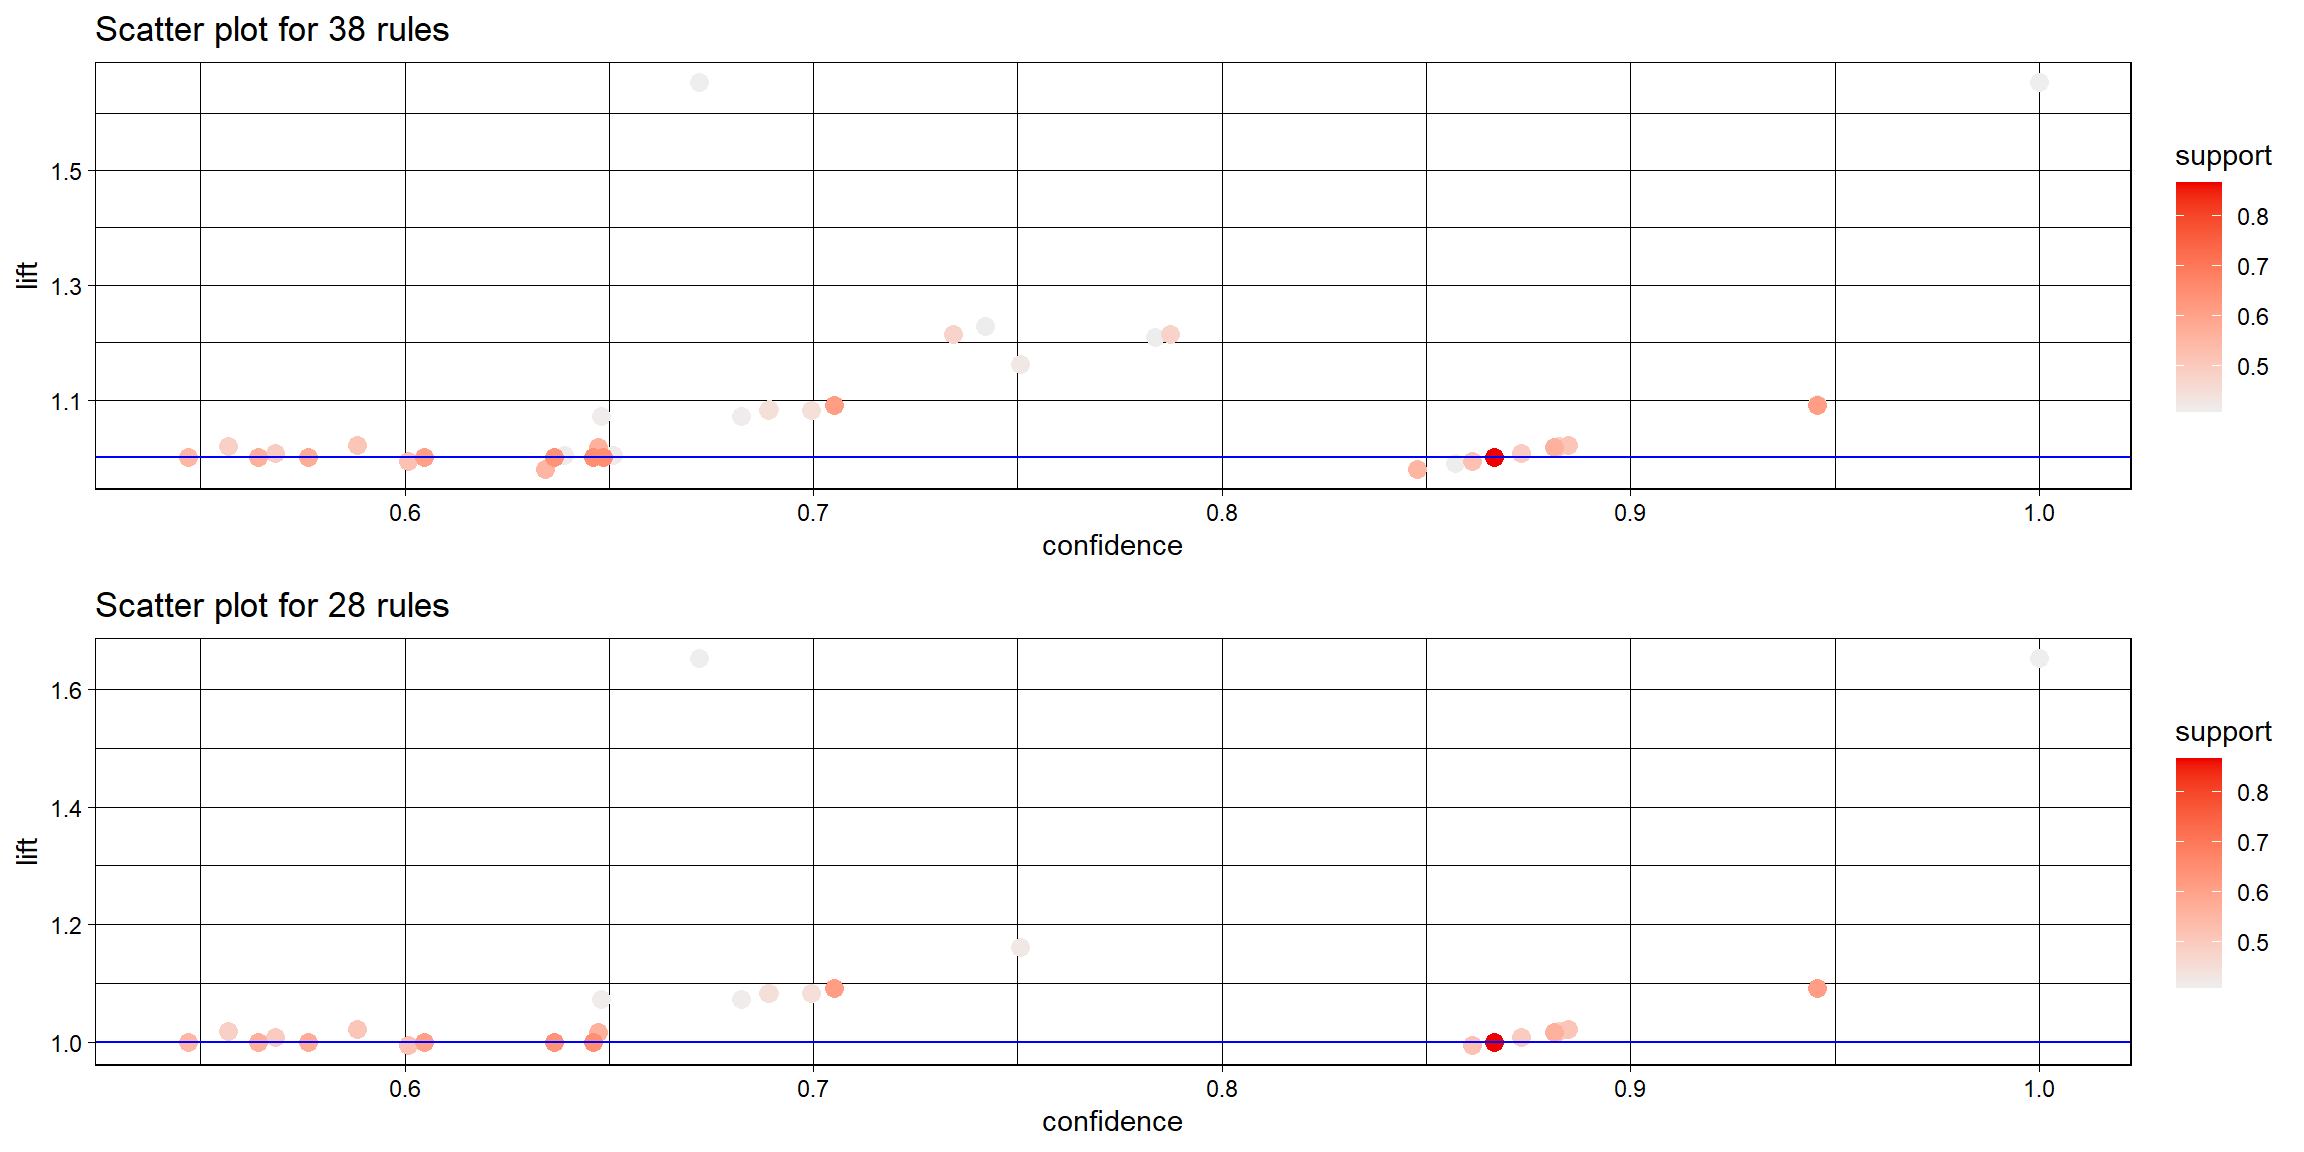 Scatter plot for 38 rules
lift
1.5
1.3
1.1
0.6 0.7 0.8 0.9 1.0
confidence
support
0.8
0.7
0.6
0.5
Scatter plot for 28 rules
lift
1.6
1.4
1.2
1.0
0.6 0.7 0.8 0.9 1.0
confidence
support
0.8
0.7
0.6
0.5